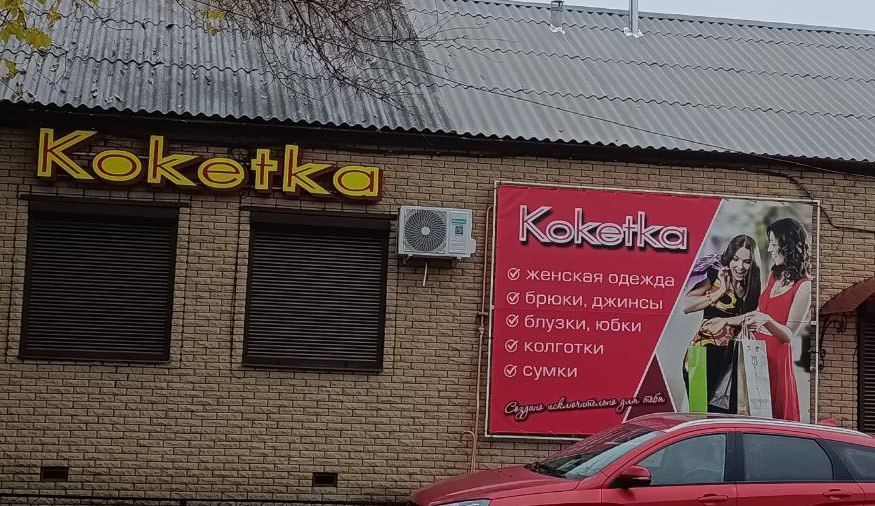 Koketka
Koketka
женская одежда
брюки, джинсы
блузки, юбки
колготки
сумки
Создано исключительно для тебя